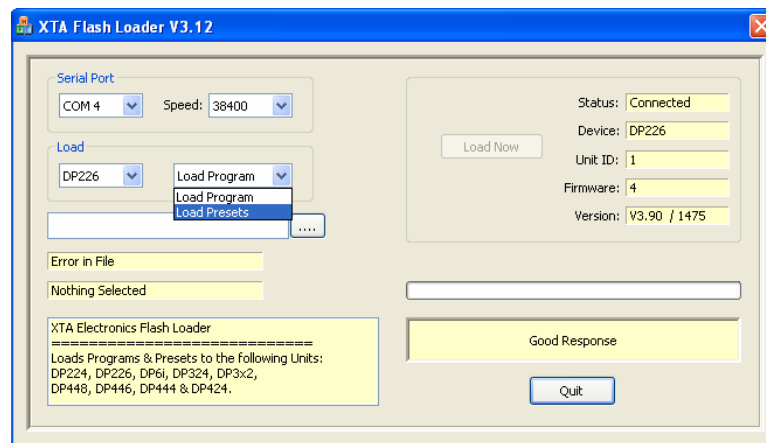 XTA Flash Loader V3.12
Serial Port
COM 4 Speed: 38400
Load
DP226 Load Program
Load Program
Load Presets
....
Error in File
Nothing Selected
XTA Electronics Flash Loader
============================
Loads Programs & Presets to the following Units:
DP224, DP226, DP6i, DP324, DP3x2,
DP448, DP446, DP444 & DP424.
Load Now
Status: Connected
Device: DP226
Unit ID: 1
Firmware: 4
Version: V3.90 / 1475
Good Response
Quit